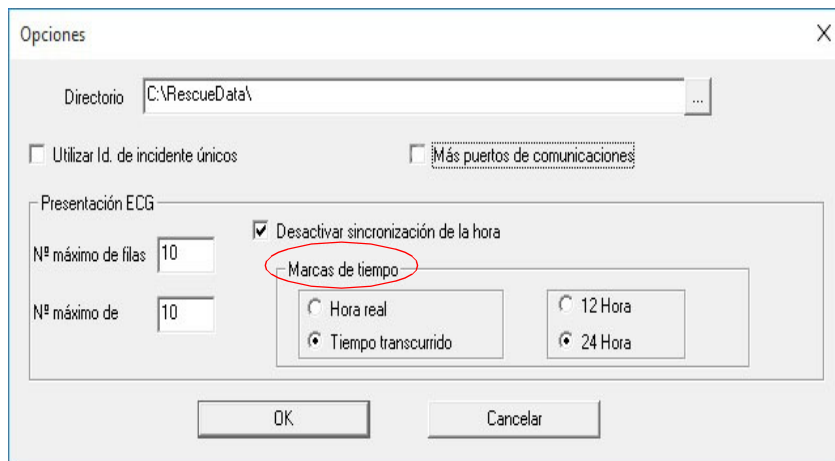 Opciones
Directorio C:\RescueData\ ...
Utilizar Id. de incidente únicos Más puertos de comunicaciones
Presentación ECG
Desactivar sincronización de la hora
Nº máximo de filas 10
Marcas de tiempo
Hora real 12 Hora
Nº máximo de 10
Tiempo transcurrido 24 Hora
OK Cancelar